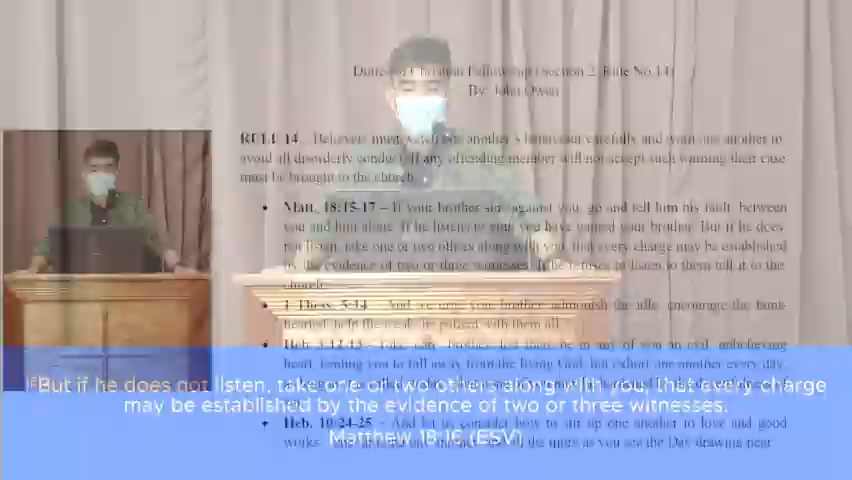 Duties of Christian Fellowship (Section 2, Rule No.14)
By: John Owen
RULE 14 – Believers must watch one another's behaviour carefully and warn one another to
avoid all disorderly conduct. If any offending member will not accept such warning their case
must be brought to the church.
Matt. 18:15-17 – If your brother sins against you, go and tell him his fault, between
you and him alone. If he listens to you, you have gained your brother. But if he does
not listen, take one or two others along with you, that every charge may be established
by the evidence of two or three witnesses. If he refuses to listen to them tell it to the
church.
1 Thess. 5:14 – And we urge you brother admonish the idle, encourage the faint-
hearted, help the weak, be patient with them all.
Heb. 3:12-13 – Take care, brother, lest there be in any of you an evil, unbelieving
heart, leading you to fall away from the living God, but exhort one another every day,
But if he does not listen, take one or two others along with you, that every charge
may be established by the evidence of two or three witnesses.
Heb. 10:24-25 – And let us consider how to stir up one another to love and good
works
Matthew 18:16 (ESV)
as you see the Day drawing near